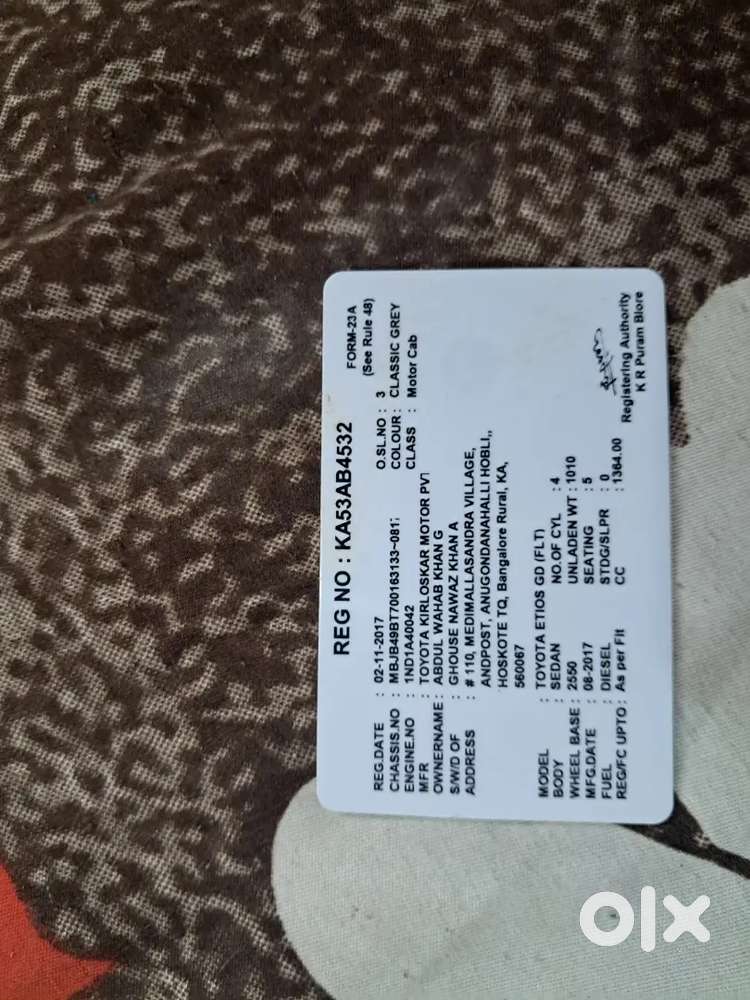 FORM-23A
REG NO : KA53AB4532 (See Rule 48)
REG.DATE : 02-11-2017 O.SL.NO : 3
CHASSIS.NO : MBJB49BT700163133-081 COLOUR : CLASSIC GREY
ENGINE.NO : 1ND1A40042 CLASS : Motor Cab
MFR : TOYOTA KIRLOSKAR MOTOR PVT
OWNERNAME : ABDUL WAHAB KHAN G
S/W/D OF : GHOUSE NAWAZ KHAN A
ADDRESS : # 110, MEDIMALLASANDRA VILLAGE,
ANDPOST, ANUGONDANAHALLI HOBLI,,
HOSKOTE TQ, Bangalore Rural, KA,
560067
MODEL : TOYOTA ETIOS GD (FLT)
BODY : SEDAN NO.OF CYL : 4
WHEEL BASE : 2550 UNLADEN WT : 1010
MFG.DATE : 08-2017 SEATING : 5
FUEL : DIESEL STDG/SLPR : 0
REG/FC UPTO : As per Fit CC : 1364.00
Registering Authority
K R Puram Blore
olx